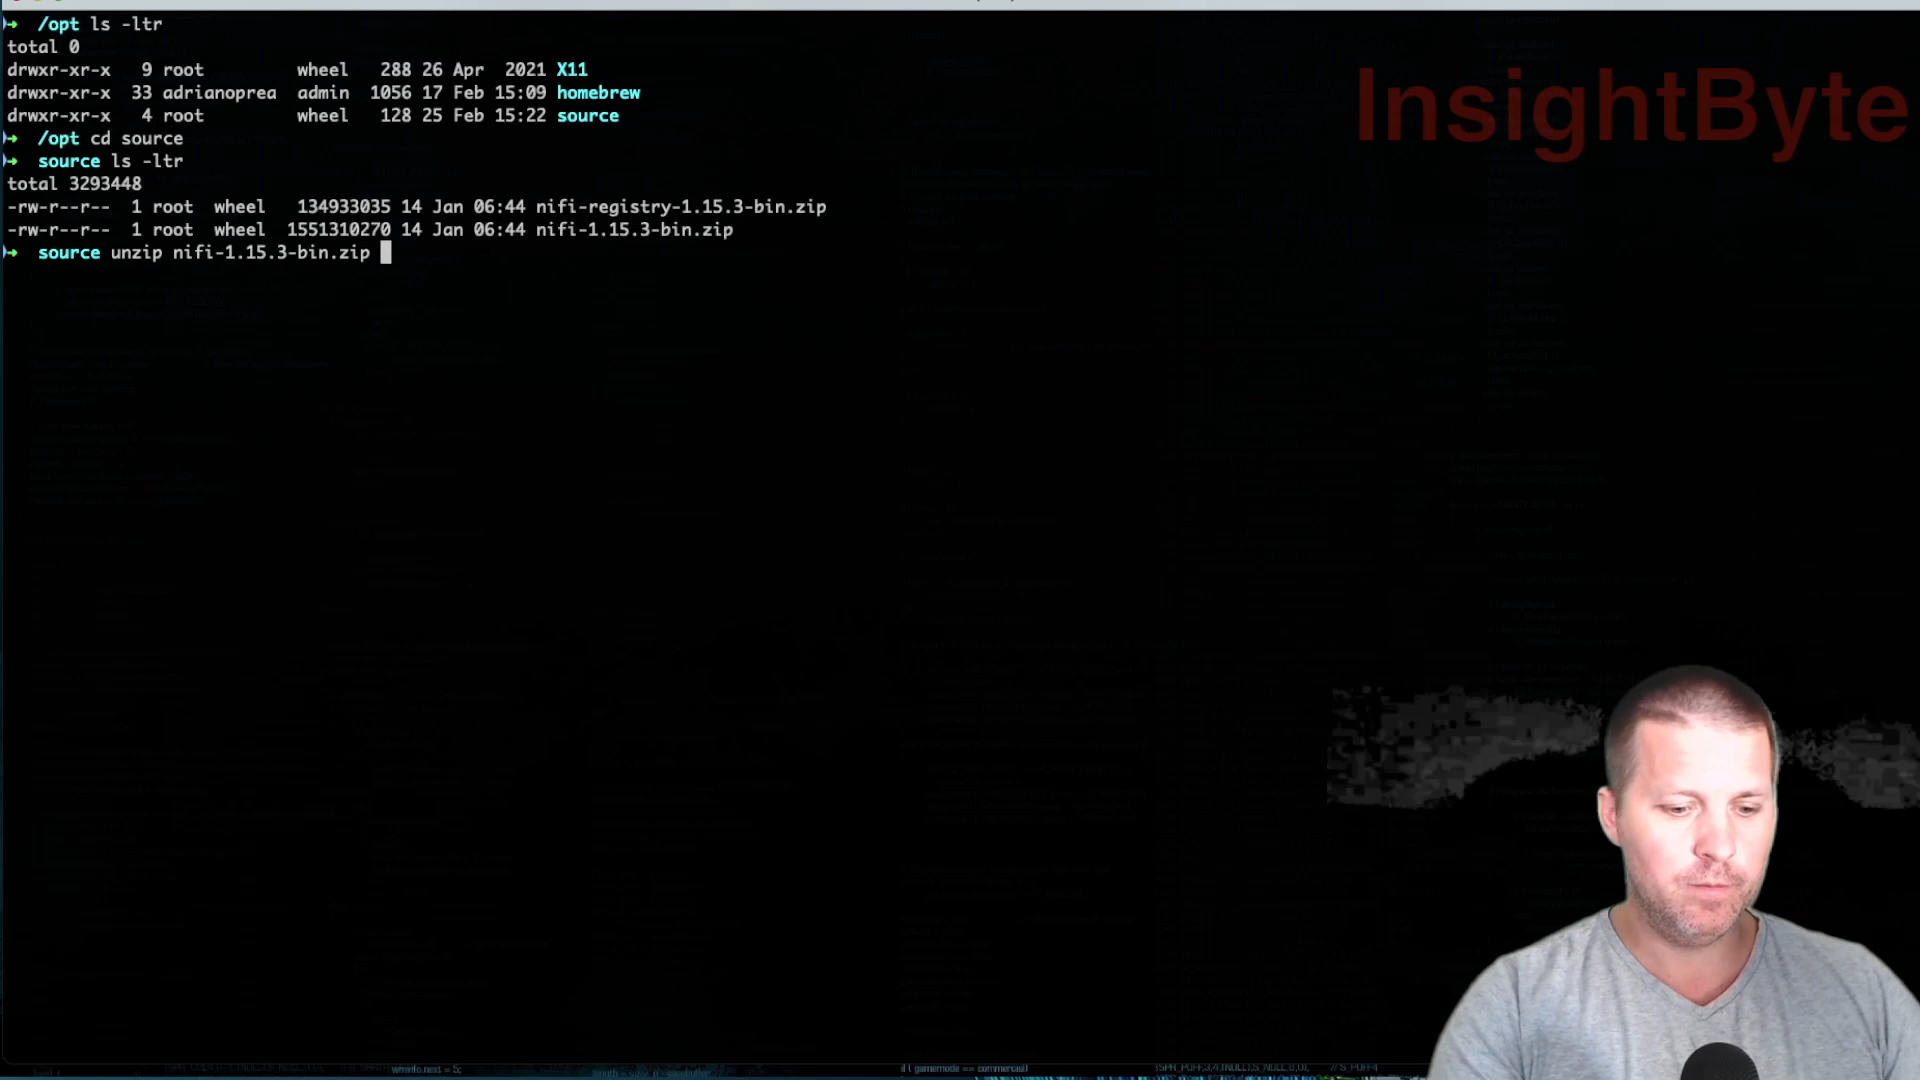 ➜ /opt ls -ltr
total 0
drwxr-xr-x 9 root wheel 288 26 Apr 2021 X11
drwxr-xr-x 33 adrianoprea admin 1056 17 Feb 15:09 homebrew
drwxr-xr-x 4 root wheel 128 25 Feb 15:22 source
➜ /opt cd source
➜ source ls -ltr
total 3293448
-rw-r--r-- 1 root wheel 134933035 14 Jan 06:44 nifi-registry-1.15.3-bin.zip
-rw-r--r-- 1 root wheel 1551310270 14 Jan 06:44 nifi-1.15.3-bin.zip
➜ source unzip nifi-1.15.3-bin.zip
InsightByte
if ( gamemode == commercial)